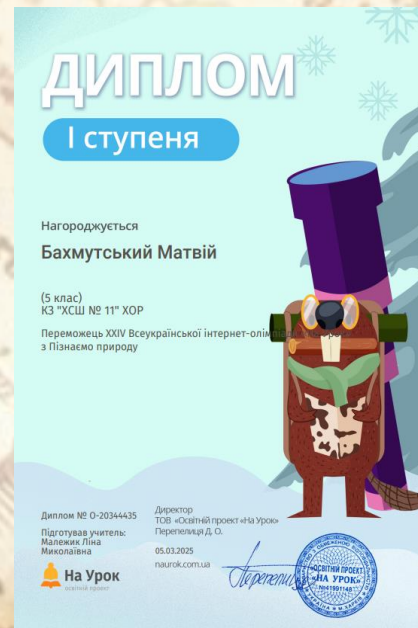 ДИПЛОМ
І ступеня
Нагороджується
Бахмутський Матвій
(5 клас)
КЗ "ХСШ № 11" ХОР
Переможець XXIV Всеукраїнської
з Пізнаємо природу
Диплом № O-20344435
Підготував учитель:
Малежик Ліна
Миколаївна
На Урок
освітній проєкт
Директор
ТОВ «Освітній проект «На Урок»
Перепелиця Д. О.
05.03.2025
naurok.com.ua
ОСВІТНІЙ ПРОЕКТ
«НА УРОК»